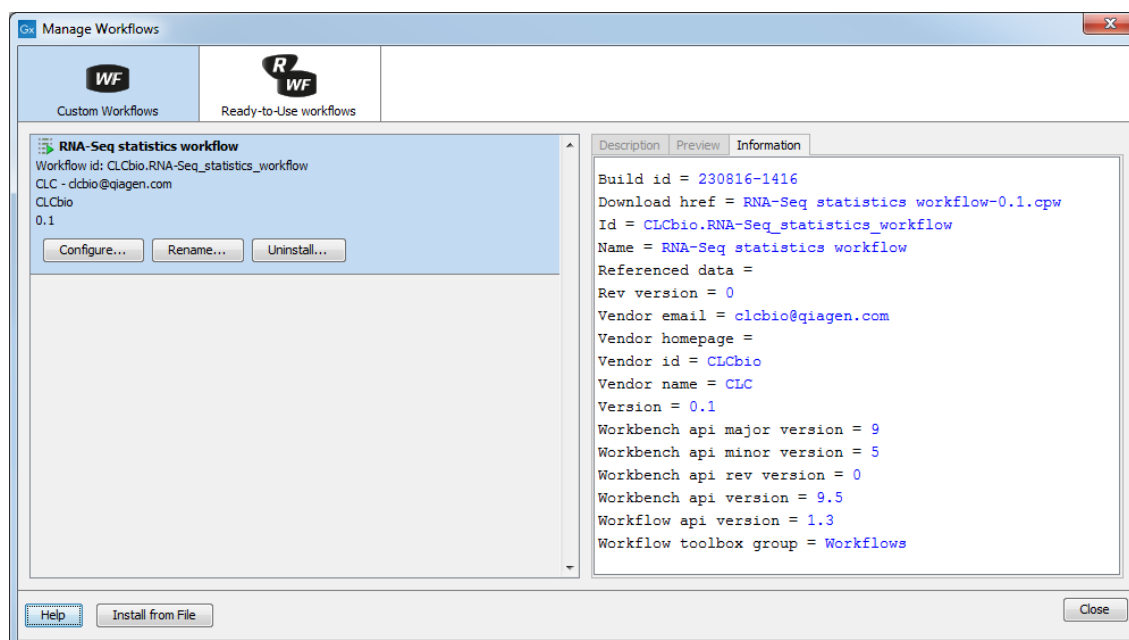 Gx Manage Workflows
X
WF
R WF
Custom Workflows
Ready-to-Use workflows
RNA-Seq statistics workflow
Workflow id: CLCbio.RNA-Seq_statistics_workflow
CLC - clcbio@qiagen.com
CLCbio
0.1
Configure... Rename... Uninstall...
Description Preview Information
Build id = 230816-1416
Download href = RNA-Seq statistics workflow-0.1.cpw
Id = CLCbio.RNA-Seq_statistics_workflow
Name = RNA-Seq statistics workflow
Referenced data =
Rev version = 0
Vendor email = clcbio@qiagen.com
Vendor homepage =
Vendor id = CLCbio
Vendor name = CLC
Version = 0.1
Workbench api major version = 9
Workbench api minor version = 5
Workbench api rev version = 0
Workbench api version = 9.5
Workflow api version = 1.3
Workflow toolbox group = Workflows
Help Install from File Close